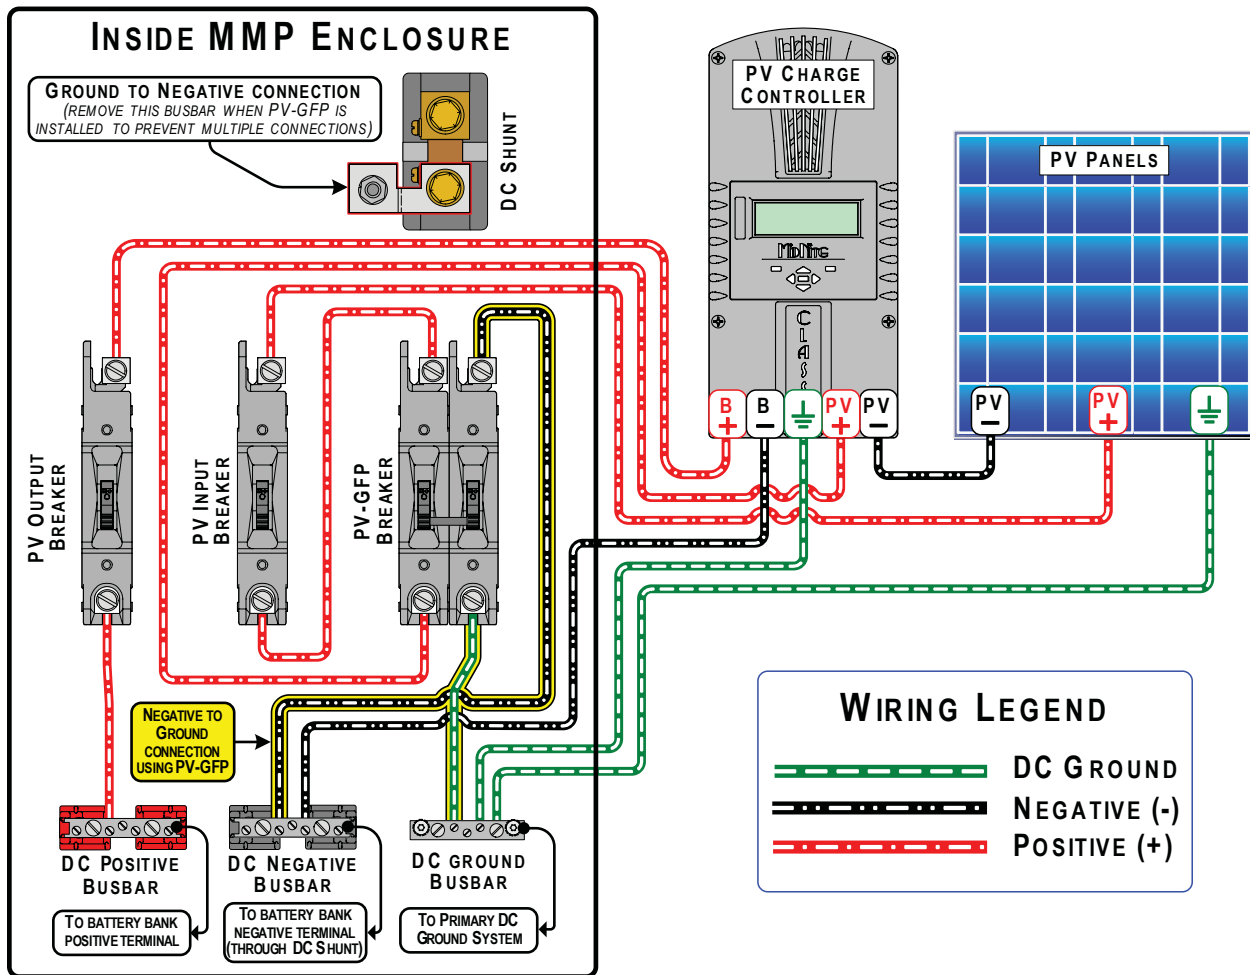 INSIDE MMP ENCLOSURE
GROUND TO NEGATIVE CONNECTION
(REMOVE THIS BUSBAR WHEN PV-GFP IS
INSTALLED TO PREVENT MULTIPLE CONNECTIONS)
DC SHUNT
PV CHARGE
CONTROLLER
PV PANELS
MIDNITE
CLASS
B
+
B
–
PV
+
PV
–
PV
–
PV
+
PV OUTPUT
BREAKER
PV INPUT
BREAKER
PV-GFP
BREAKER
NEGATIVE TO
GROUND
CONNECTION
USING PV-GFP
DC POSITIVE
BUSBAR
DC NEGATIVE
BUSBAR
DC GROUND
BUSBAR
TO BATTERY BANK
POSITIVE TERMINAL
TO BATTERY BANK
NEGATIVE TERMINAL
(THROUGH DC SHUNT)
TO PRIMARY DC
GROUND SYSTEM
WIRING LEGEND
DC GROUND
NEGATIVE (-)
POSITIVE (+)